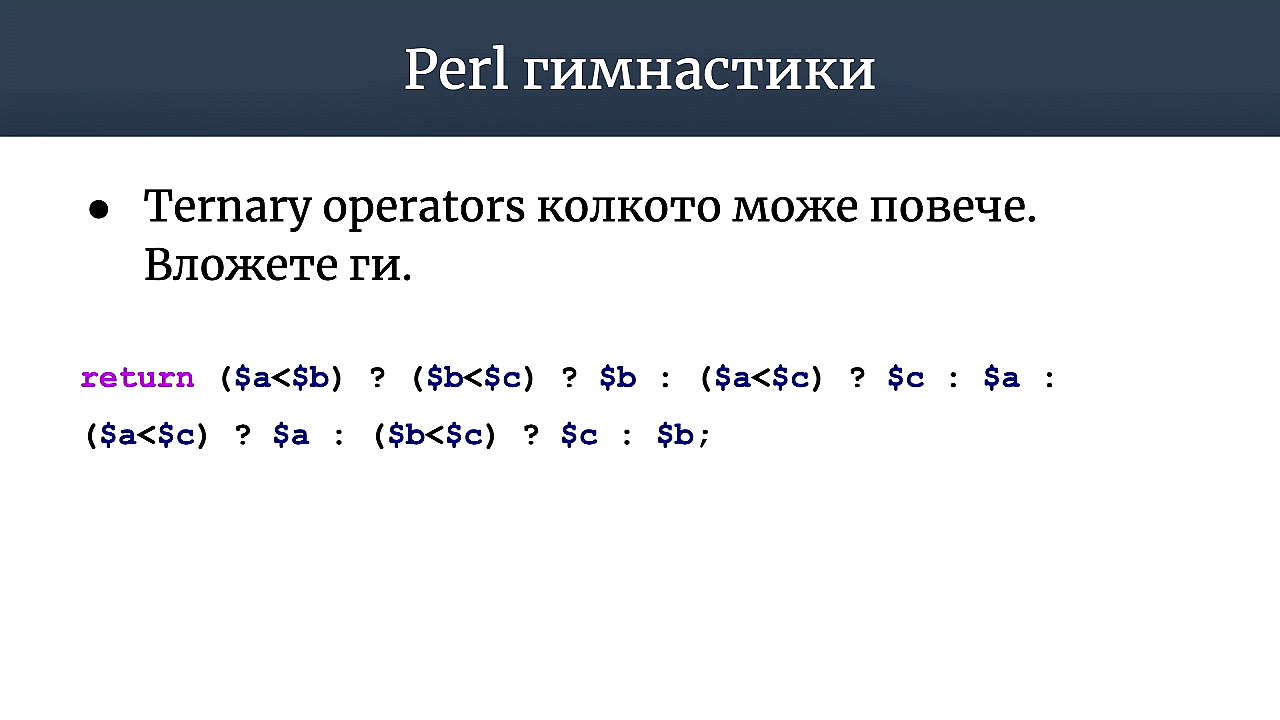 Perl гимнастики
● Ternary operators колкото може повече.
Вложете ги.
return ($a<$b) ? ($b<$c) ? $b : ($a<$c) ? $c : $a :
($a<$c) ? $a : ($b<$c) ? $c : $b;